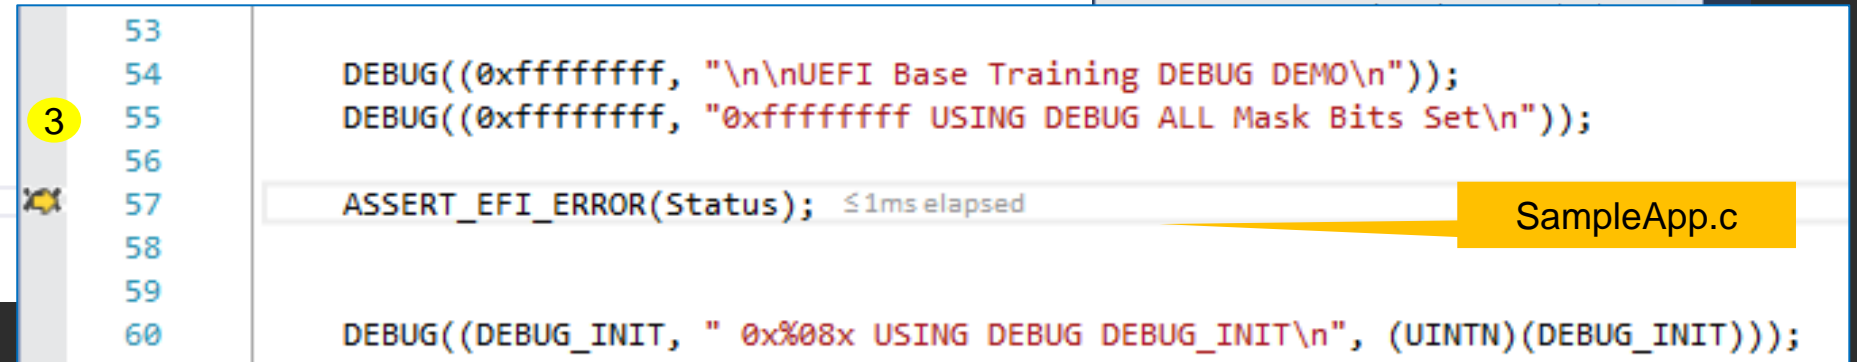 53
54 DEBUG((0xffffffff, "\n\nUEFI Base Training DEBUG DEMO\n"));
3 55 DEBUG((0xffffffff, "0xffffffff USING DEBUG ALL Mask Bits Set\n"));
56
57 ASSERT_EFI_ERROR(Status); ≤1ms elapsed
SampleApp.c
58
59
60 DEBUG((DEBUG_INIT, " 0x%08x USING DEBUG DEBUG_INIT\n", (UINTN)(DEBUG_INIT)));